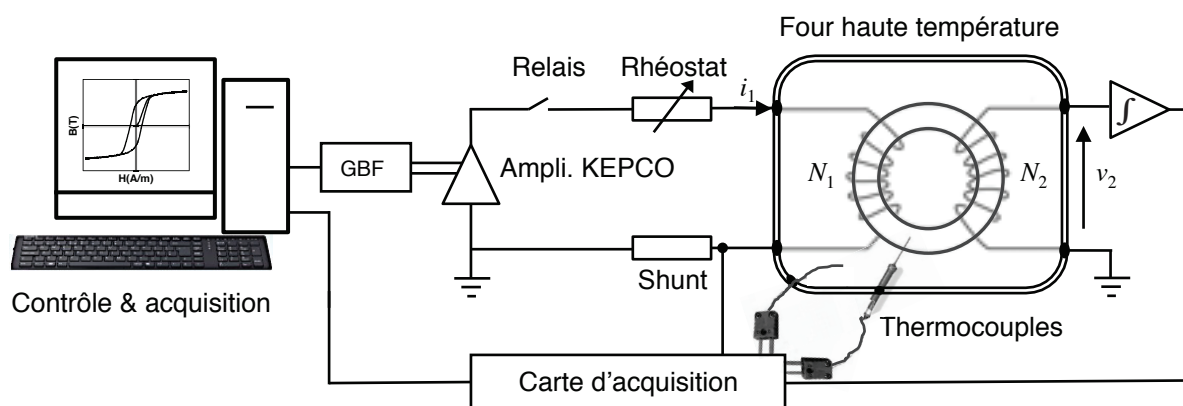 Four haute température
Relais
Rhéostat
i₁
∫
B(T)
H(A/m)
GBF
Ampli. KEPCO
N₁
N₂
v₂
Shunt
Contrôle & acquisition
Thermocouples
Carte d'acquisition